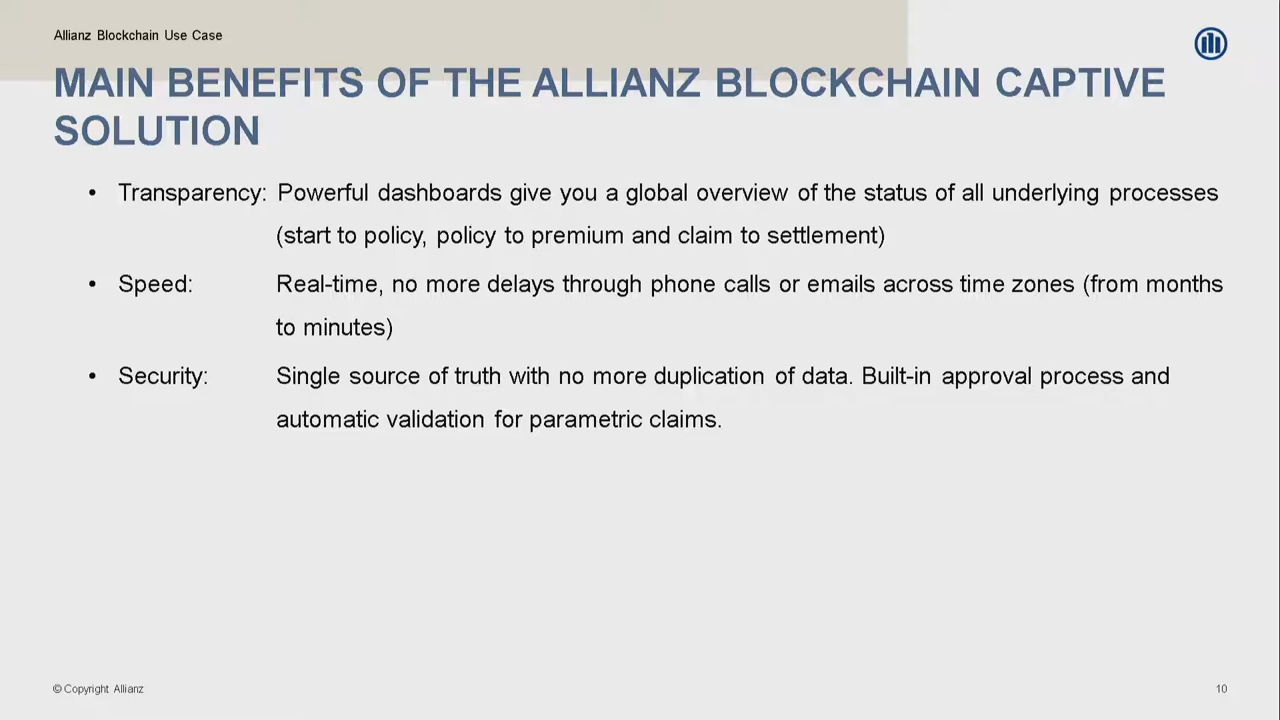 Allianz Blockchain Use Case
MAIN BENEFITS OF THE ALLIANZ BLOCKCHAIN CAPTIVE
SOLUTION
• Transparency: Powerful dashboards give you a global overview of the status of all underlying processes
(start to policy, policy to premium and claim to settlement)
• Speed: Real-time, no more delays through phone calls or emails across time zones (from months
to minutes)
• Security: Single source of truth with no more duplication of data. Built-in approval process and
automatic validation for parametric claims.
© Copyright Allianz
10